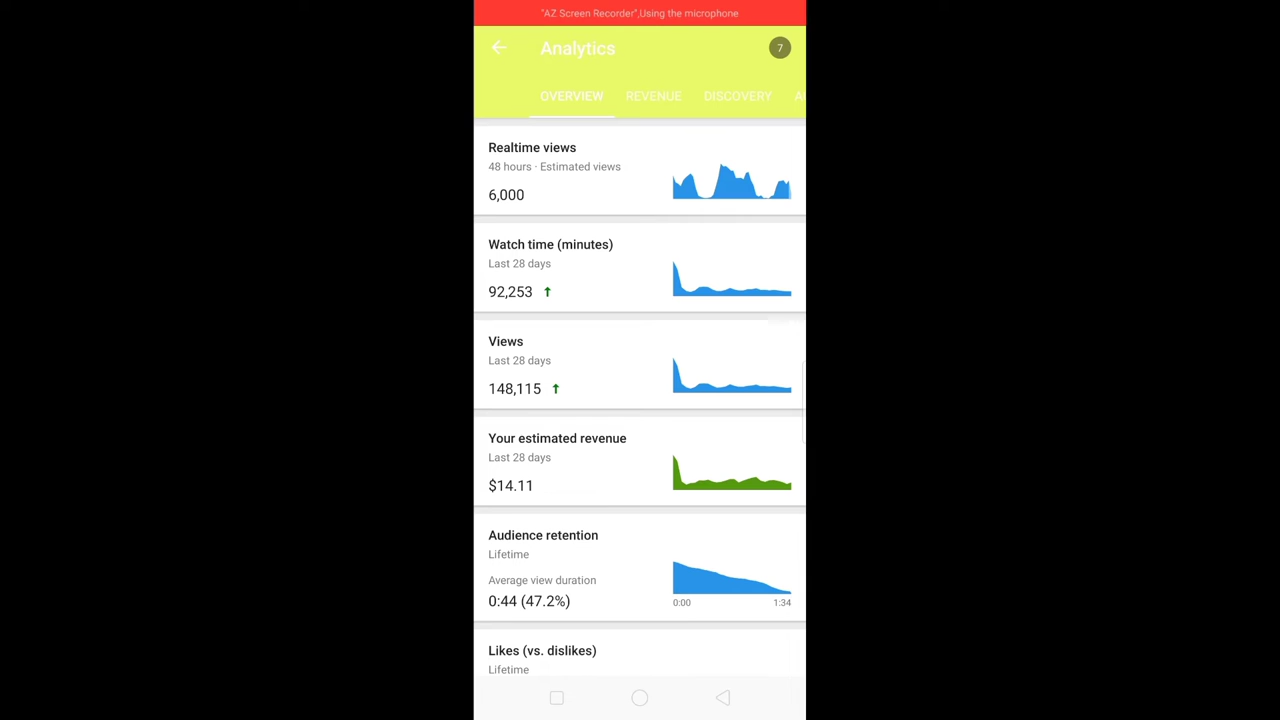 "AZ Screen Recorder",Using the microphone
Analytics
7
OVERVIEW REVENUE DISCOVERY
Realtime views
48 hours · Estimated views
6,000
Watch time (minutes)
Last 28 days
92,253
Views
Last 28 days
148,115
Your estimated revenue
Last 28 days
$14.11
Audience retention
Lifetime
Average view duration
0:44 (47.2%)
0:00 1:34
Likes (vs. dislikes)
Lifetime